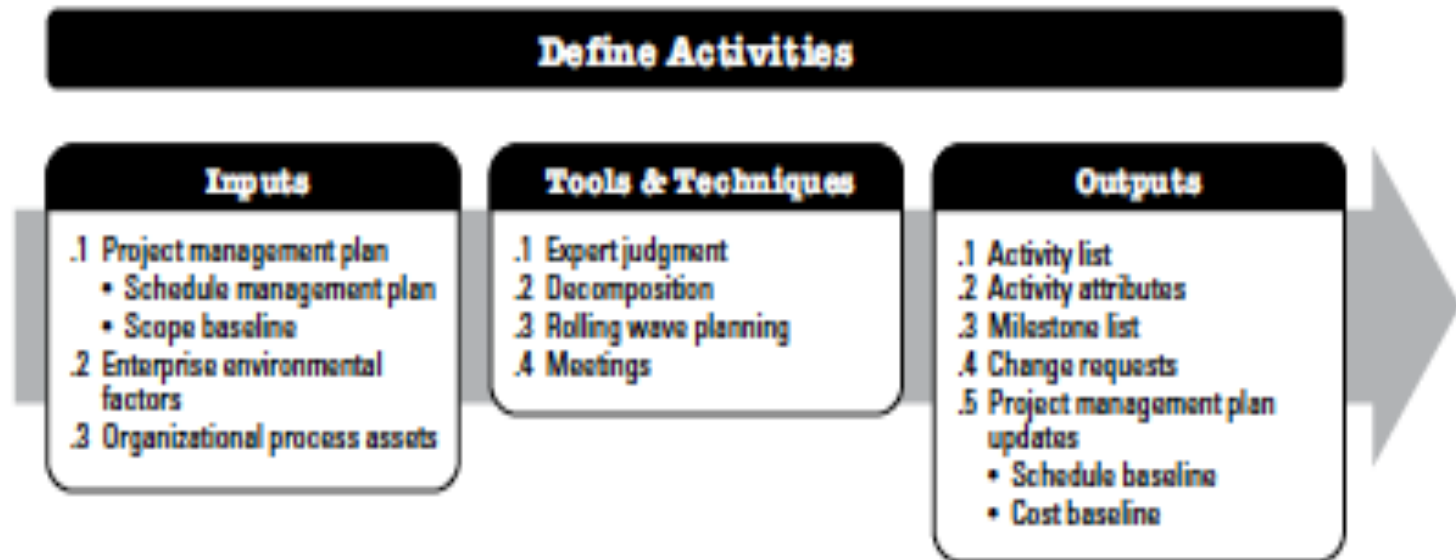 Define Activities
Inputs
.1 Project management plan
• Schedule management plan
• Scope baseline
.2 Enterprise environmental
factors
.3 Organizational process assets
Tools & Techniques
.1 Expert judgment
.2 Decomposition
.3 Rolling wave planning
.4 Meetings
Outputs
.1 Activity list
.2 Activity attributes
.3 Milestone list
.4 Change requests
.5 Project management plan
updates
• Schedule baseline
• Cost baseline